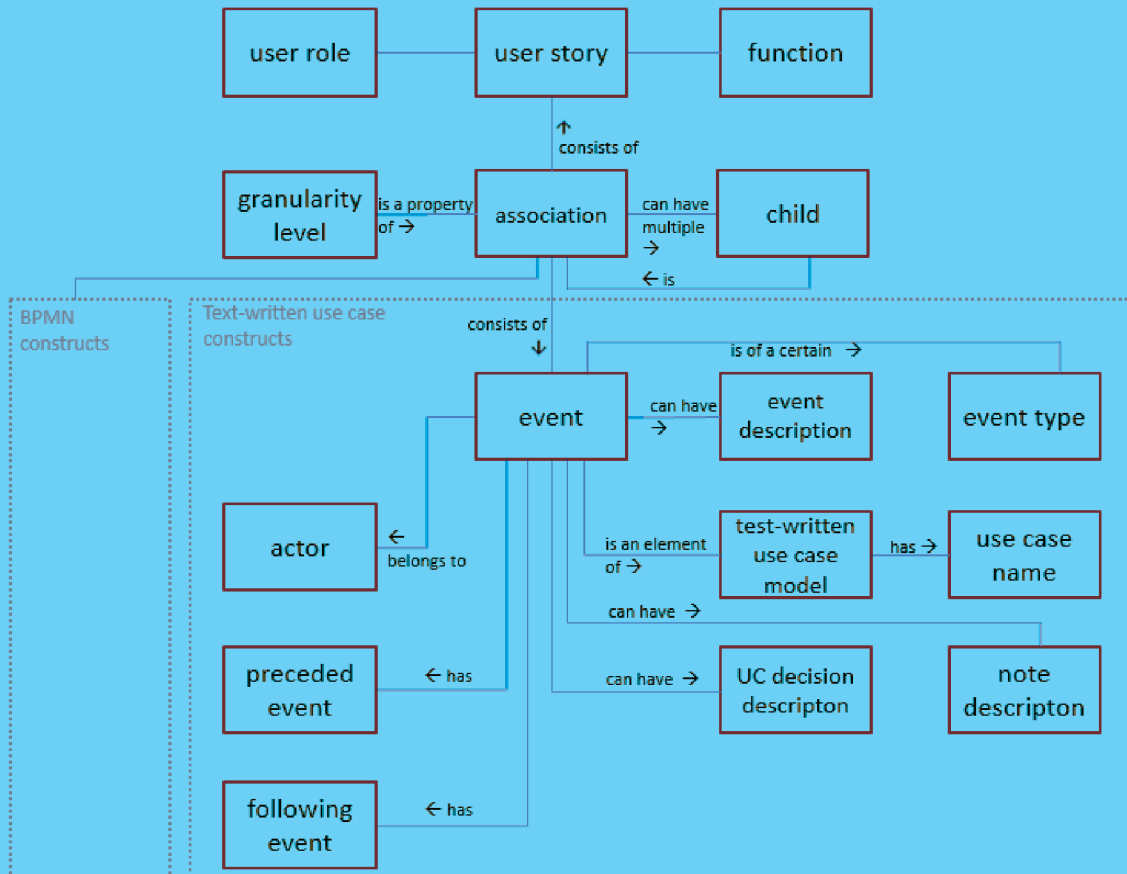 user role
user story
function
↑
consists of
granularity
level
is a property
of →
association
can have
multiple
→
child
← is
BPMN
constructs
Text-written use case
constructs
consists of
↓
is of a certain →
event
can have
→
event
description
event type
actor
←
belongs to
is an element
of →
test-written
use case
model
has →
use case
name
can have →
preceded
event
← has
can have →
UC decision
descripton
note
descripton
following
event
← has